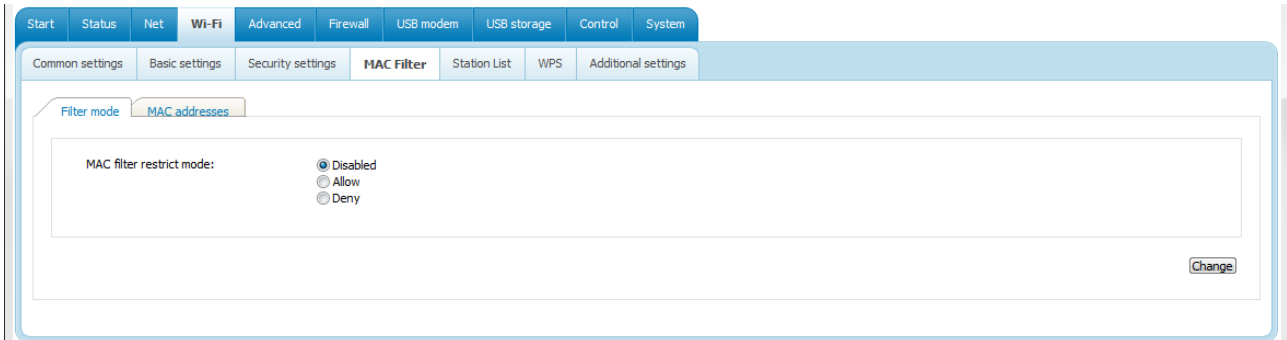 Start Status Net Wi-Fi Advanced Firewall USB modem USB storage Control System
Common settings Basic settings Security settings MAC Filter Station List WPS Additional settings
Filter mode MAC addresses
MAC filter restrict mode: Disabled
Allow
Deny
Change